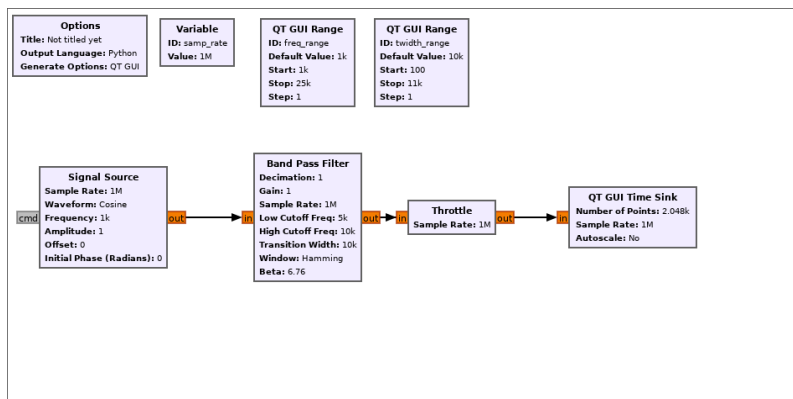 Options
Title: Not titled yet
Output Language: Python
Generate Options: QT GUI
Variable
ID: samp_rate
Value: 1M
QT GUI Range
ID: freq_range
Default Value: 1k
Start: 1k
Stop: 25k
Step: 1
QT GUI Range
ID: twidth_range
Default Value: 10k
Start: 100
Stop: 11k
Step: 1
cmd
Signal Source
Sample Rate: 1M
Waveform: Cosine
Frequency: 1k
Amplitude: 1
Offset: 0
Initial Phase (Radians): 0
out
in
Band Pass Filter
Decimation: 1
Gain: 1
Sample Rate: 1M
Low Cutoff Freq: 5k
High Cutoff Freq: 10k
Transition Width: 10k
Window: Hamming
Beta: 6.76
out
in
Throttle
Sample Rate: 1M
out
in
QT GUI Time Sink
Number of Points: 2.048k
Sample Rate: 1M
Autoscale: No